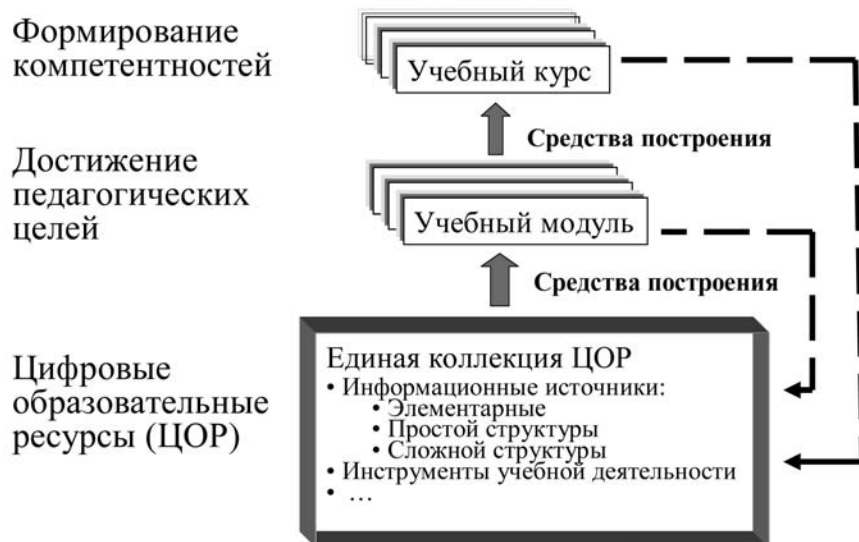 Формирование
компетентностей
Учебный курс
Средства построения
Достижение
педагогических
целей
Учебный модуль
Средства построения
Цифровые
образовательные
ресурсы (ЦОР)
Единая коллекция ЦОР
• Информационные источники:
• Элементарные
• Простой структуры
• Сложной структуры
• Инструменты учебной деятельности
• …